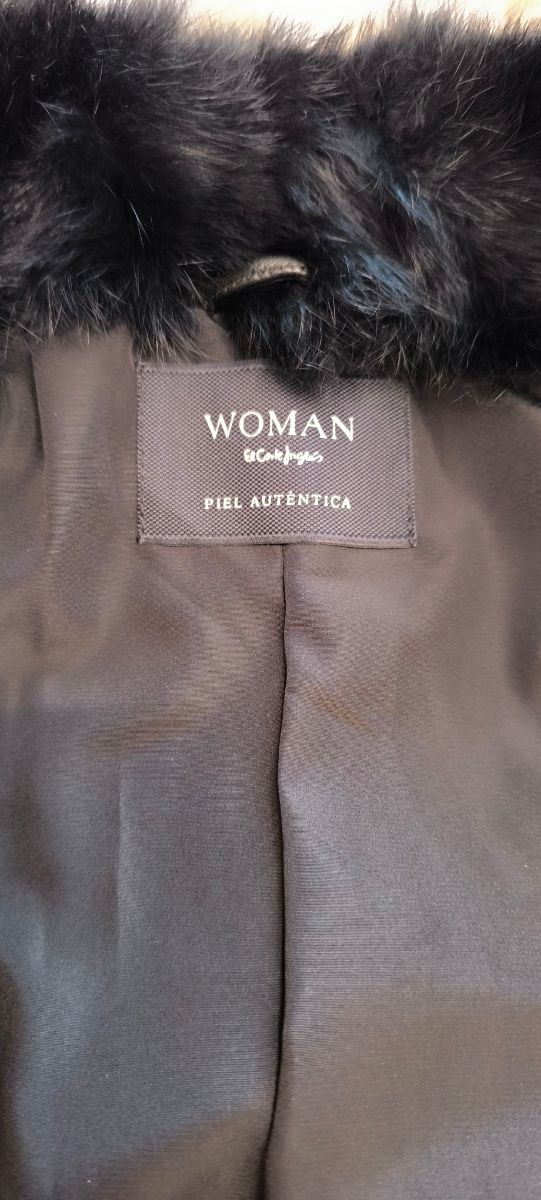 WOMAN
El Corte Inglés
PIEL AUTÉNTICA